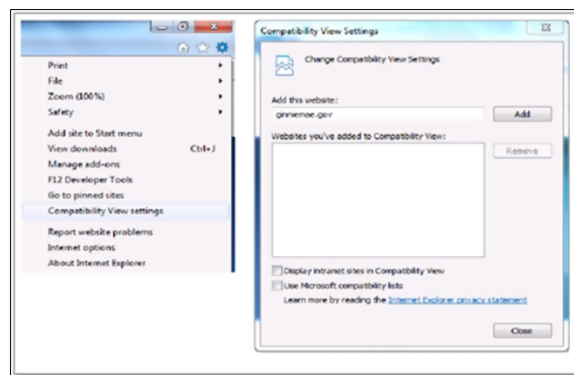 Print
File
Zoom (100%)
Safety
Add site to Start menu
View downloads Ctrl+J
Manage add-ons
F12 Developer Tools
Go to pinned sites
Compatibility View settings
Report website problems
Internet options
About Internet Explorer
Compatibility View Settings
Change Compatibility View Settings
Add this website:
ginniemae.gov Add
Websites you've added to Compatibility View:
Remove
Display intranet sites in Compatibility View
Use Microsoft compatibility lists
Learn more by reading the Internet Explorer privacy statement
Close